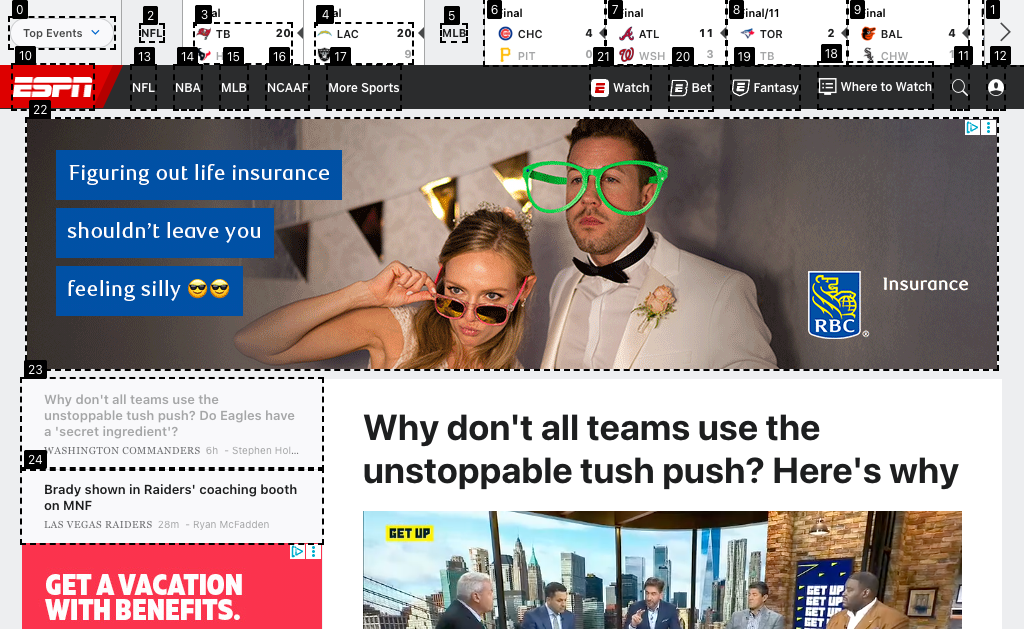 0
Top Events
2
NFL
3
TB 20
4
LAC 20
9
5
MLB
6
inal
CHC 4
PIT 0
7
inal
ATL 11
WSH 3
8
inal/11
TOR 2
TB
9
inal
BAL 4
CHW
1
10
ESPN
13
NFL
14
NBA
15
MLB
16
NCAAF
17
More Sports
21
Watch
20
Bet
19
Fantasy
18
Where to Watch
11
12
22
Figuring out life insurance
shouldn't leave you
feeling silly 😎😎
RBC®
Insurance
23
Why don't all teams use the
unstoppable tush push? Do Eagles have
a 'secret ingredient'?
WASHINGTON COMMANDERS 6h - Stephen Hol...
24
Brady shown in Raiders' coaching booth
on MNF
LAS VEGAS RAIDERS 28m - Ryan McFadden
GET A VACATION
WITH BENEFITS.
Why don't all teams use the
unstoppable tush push? Here's why
GET UP
GET UP